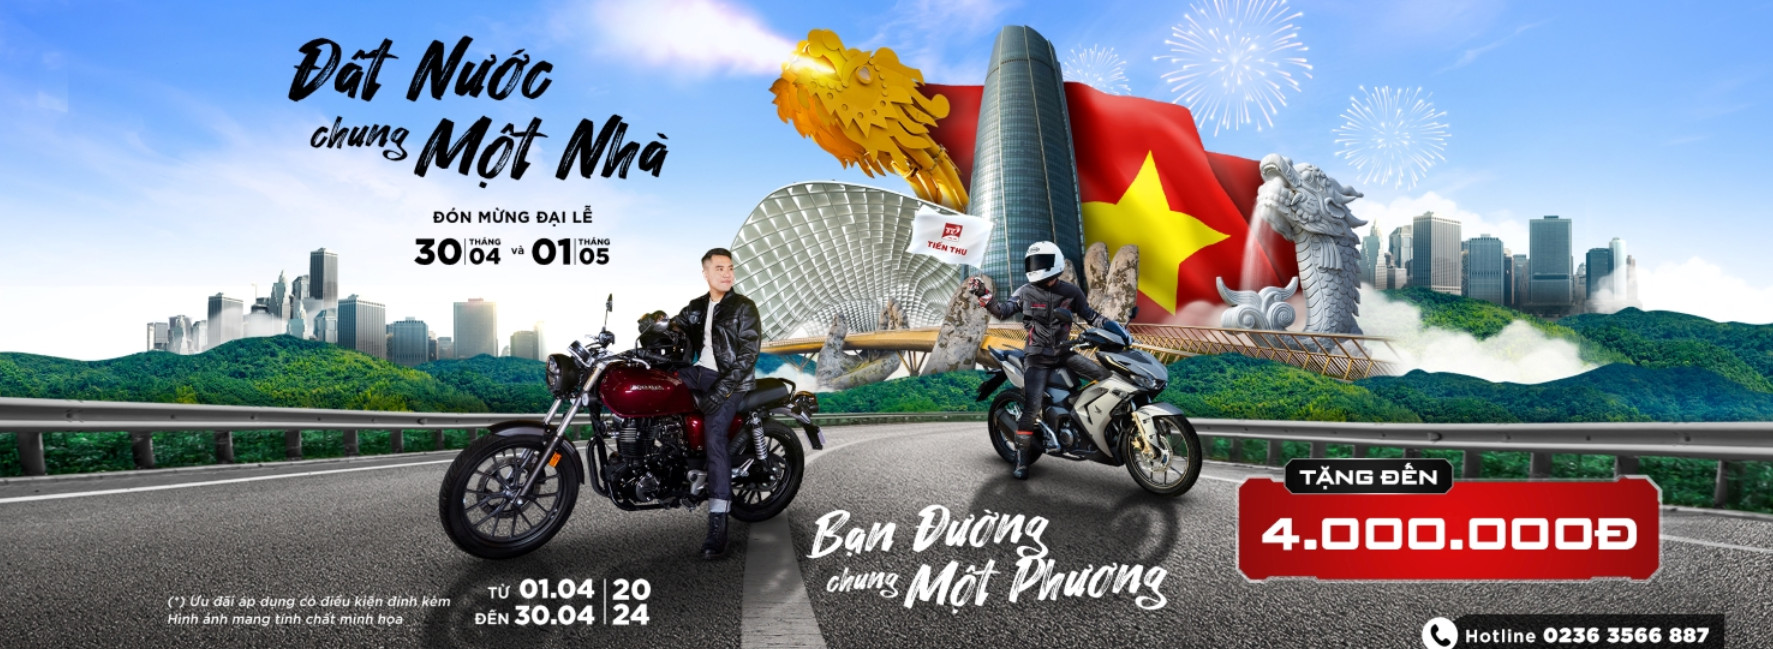 Đất Nước
chung Một Nhà
ĐÓN MỪNG ĐẠI LỄ
30 THÁNG 04 và 01 THÁNG 05
TIẾN THU
HONDA
TẶNG ĐẾN
4.000.000Đ
Bạn Đường
chung Một Phương
TỪ 01.04
ĐẾN 30.04
20
24
(*) Ưu đãi áp dụng có điều kiện đính kèm
Hình ảnh mang tính chất minh họa
Hotline 0236 3566 887